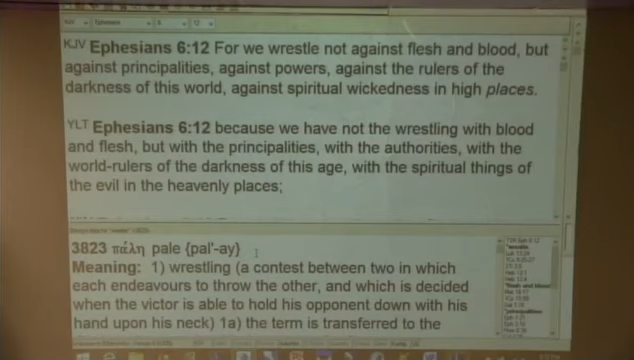 KJV Ephesians 6:12 For we wrestle not against flesh and blood, but
against principalities, against powers, against the rulers of the
darkness of this world, against spiritual wickedness in high places.
YLT Ephesians 6:12 because we have not the wrestling with blood
and flesh, but with the principalities, with the authorities, with the
world-rulers of the darkness of this age, with the spiritual things of
the evil in the heavenly places;
3823 πάλη pale {pal'-ay}
Meaning: 1) wrestling (a contest between two in which
each endeavours to throw the other, and which is decided
when the victor is able to hold his opponent down with his
hand upon his neck) 1a) the term is transferred to the